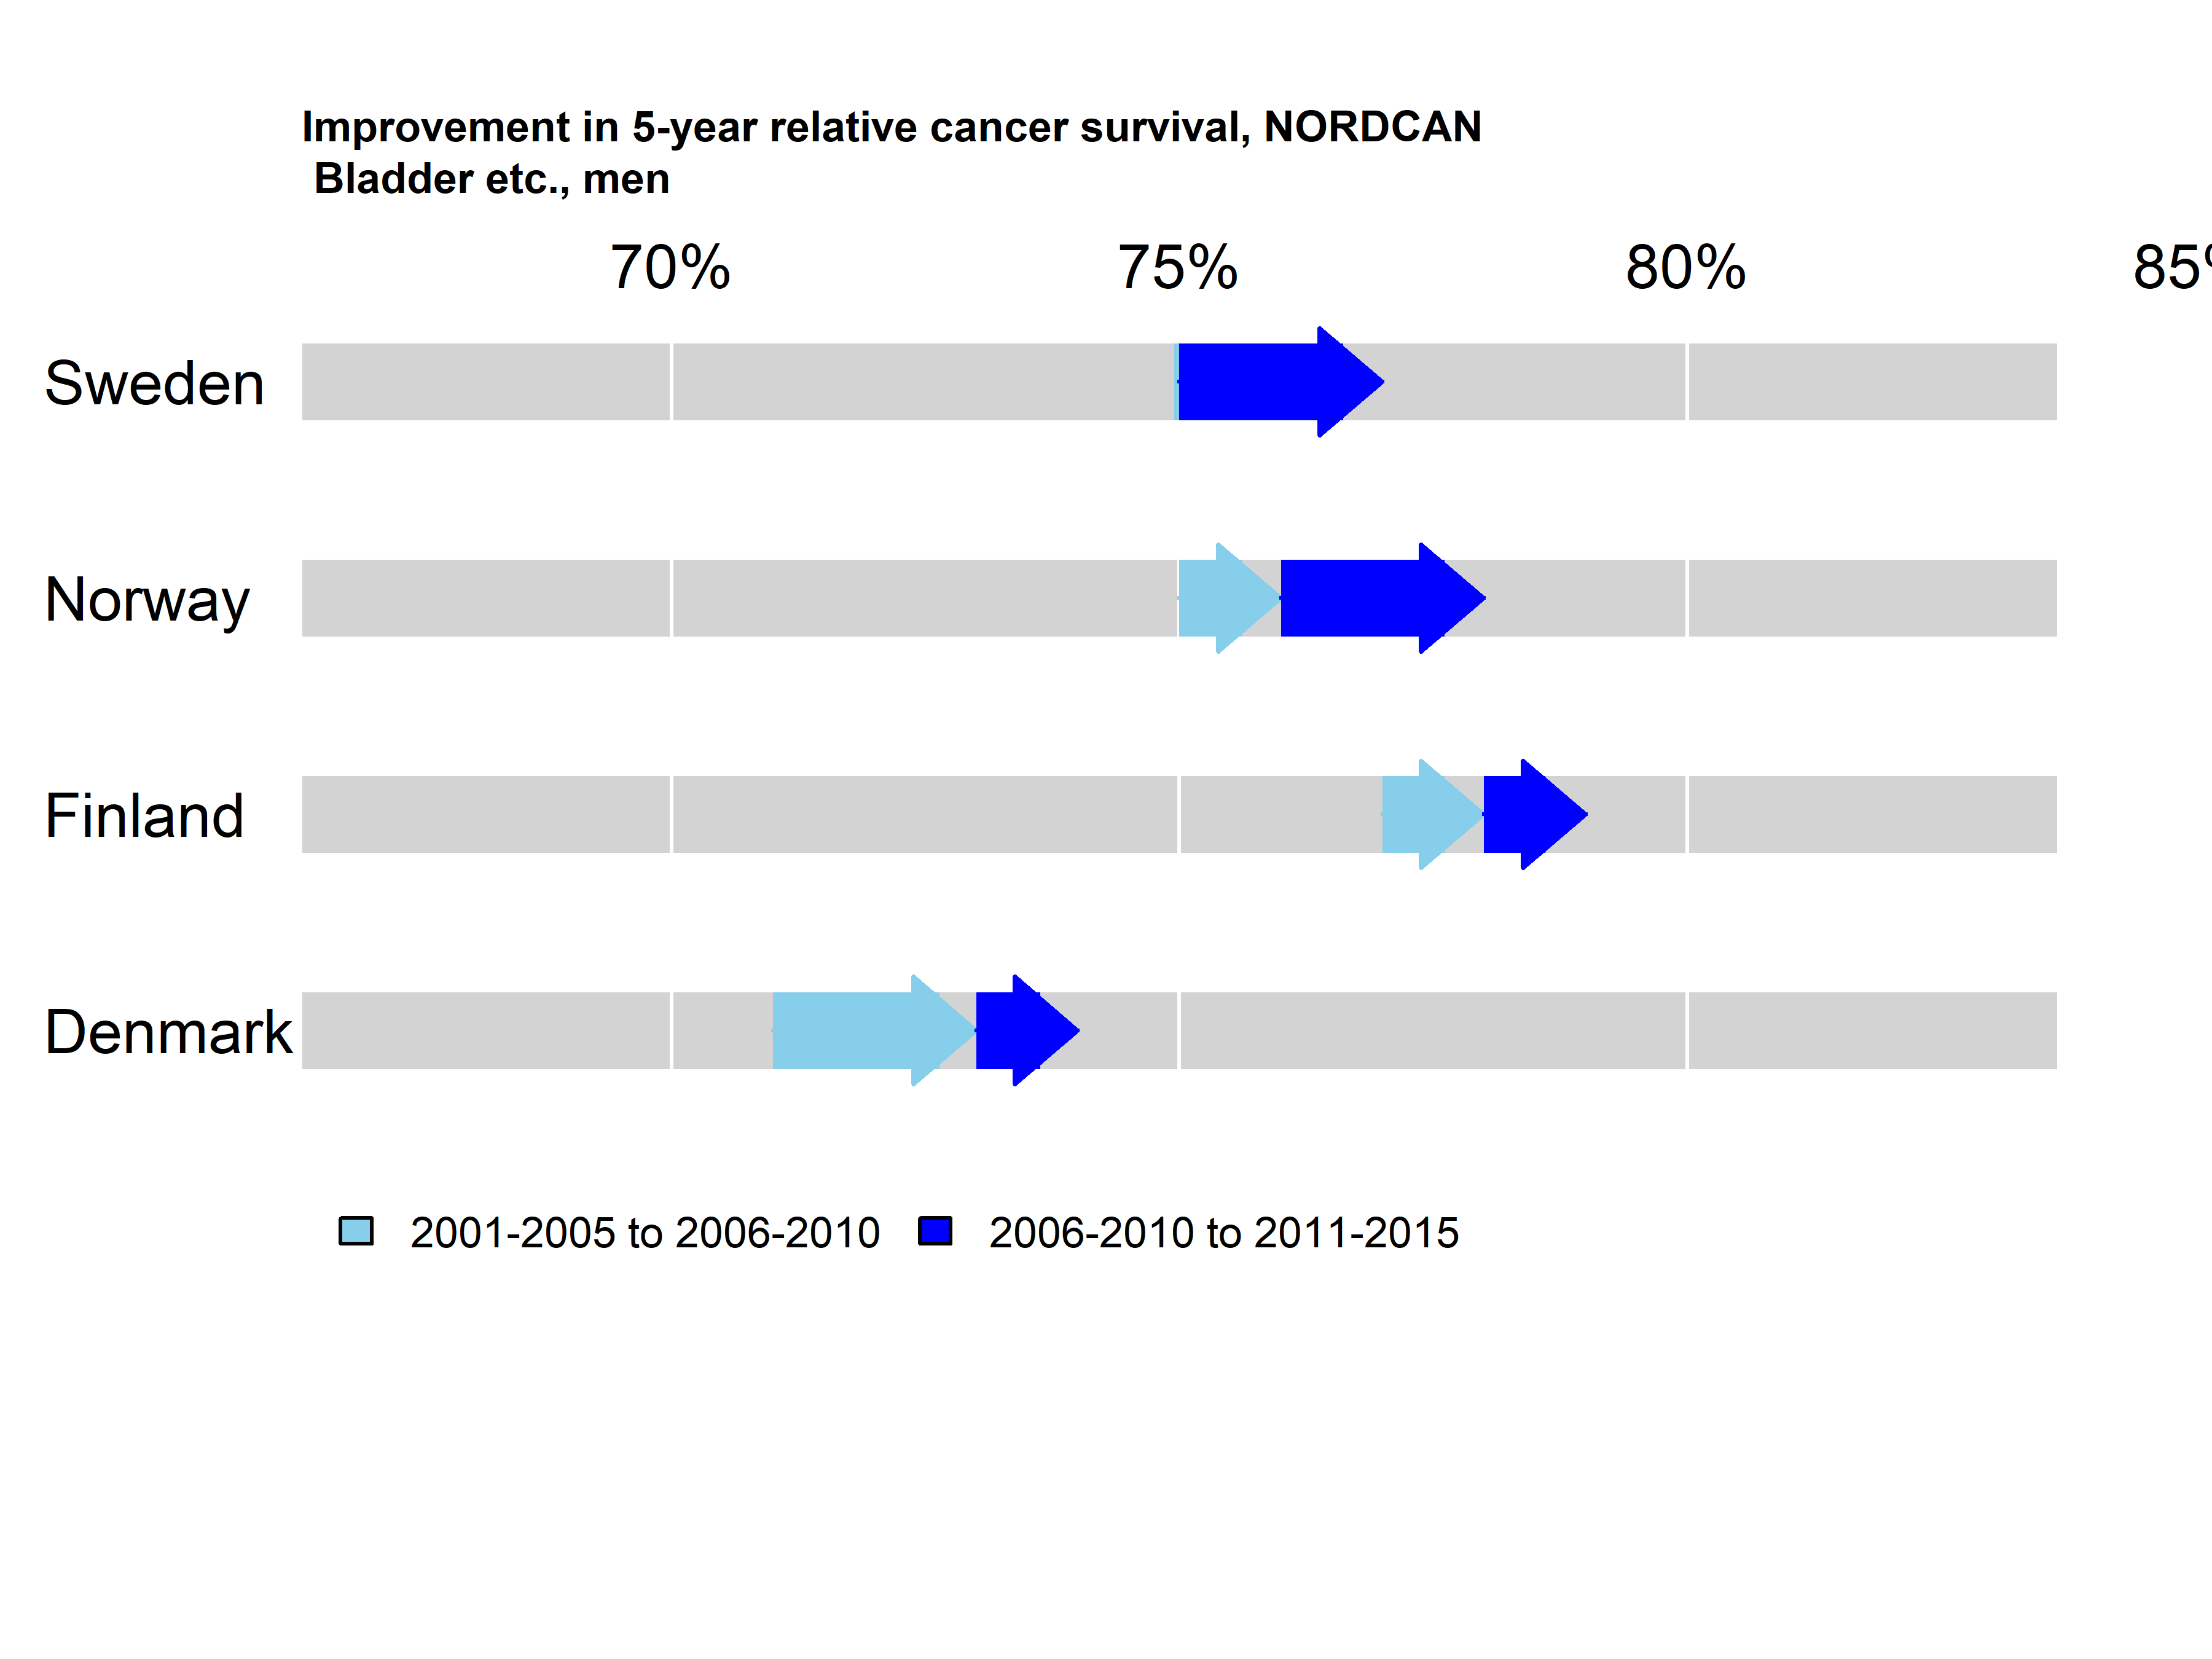 Improvement in 5-year relative cancer survival, NORDCAN
Bladder etc., men
70% 75% 80% 85
Sweden
Norway
Finland
Denmark
2001-2005 to 2006-2010 2006-2010 to 2011-2015